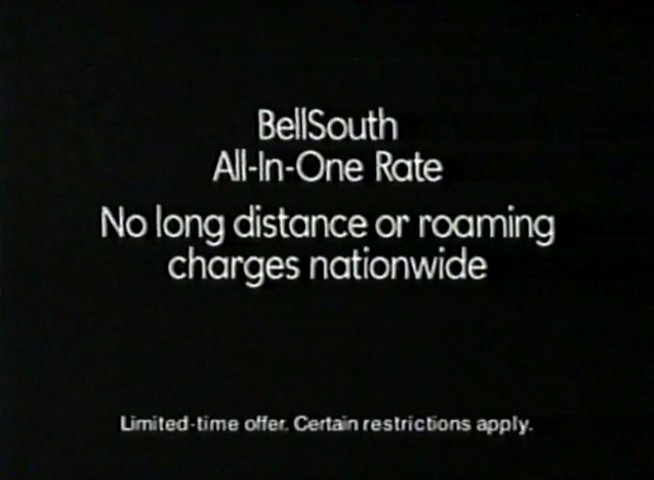 BellSouth
All-In-One Rate
No long distance or roaming
charges nationwide
Limited-time offer. Certain restrictions apply.